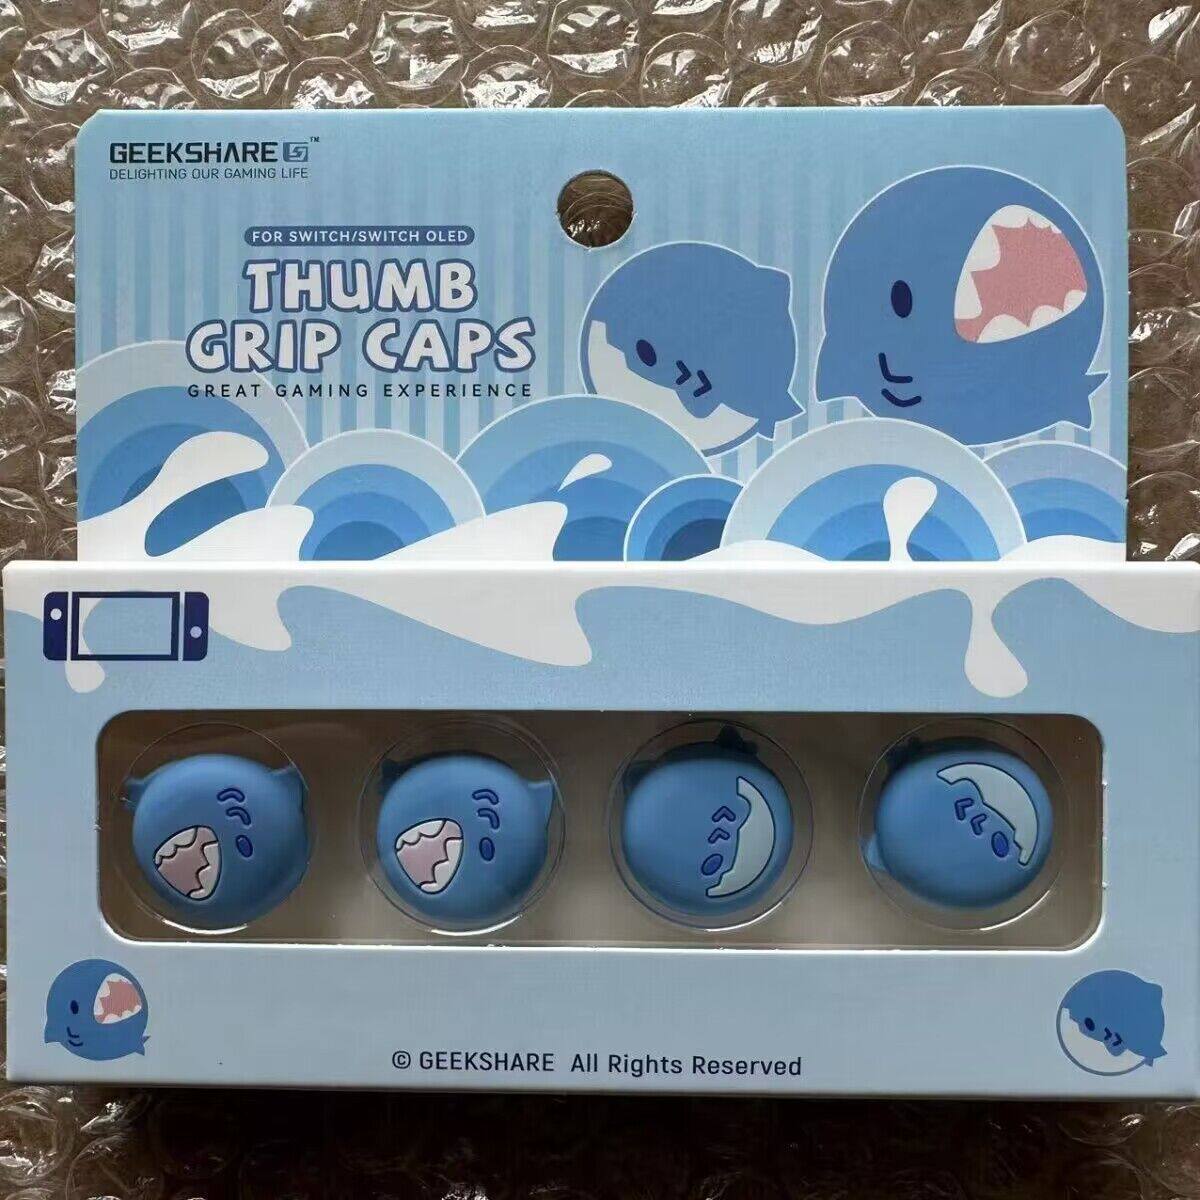 GEEKSHARE ™
DELIGHTING OUR GAMING LIFE
FOR SWITCH/SWITCH OLED
THUMB
GRIP CAPS
GREAT GAMING EXPERIENCE
© GEEKSHARE All Rights Reserved